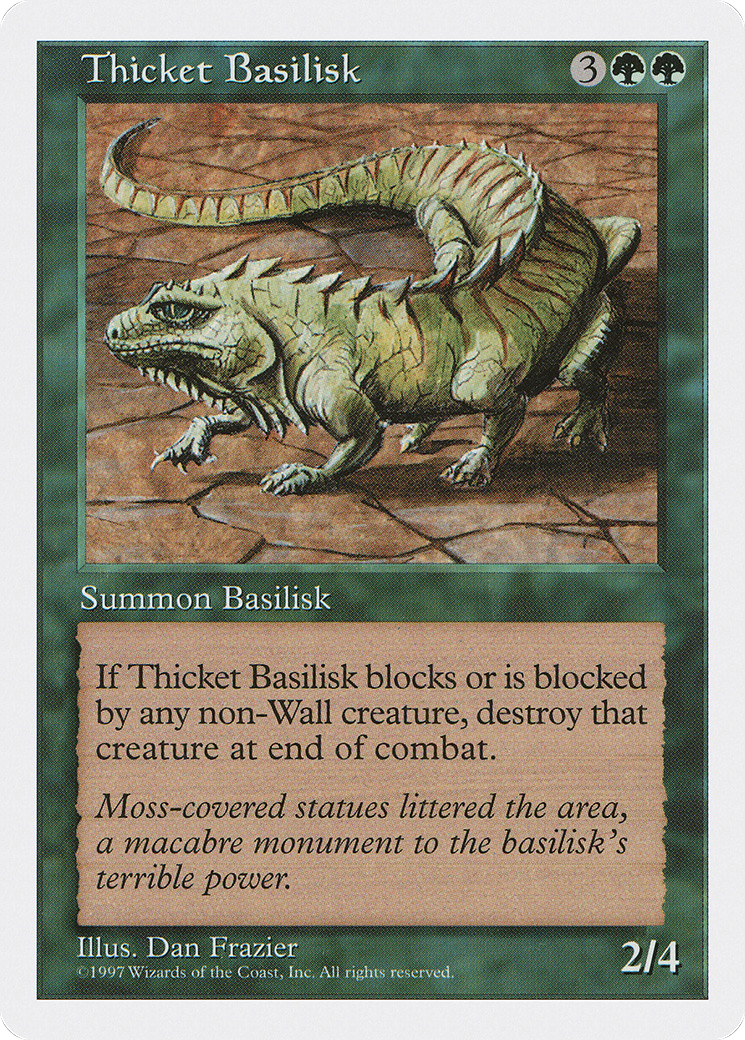 Thicket Basilisk 3
Summon Basilisk
If Thicket Basilisk blocks or is blocked
by any non-Wall creature, destroy that
creature at end of combat.
Moss-covered statues littered the area,
a macabre monument to the basilisk's
terrible power.
Illus. Dan Frazier
©1997 Wizards of the Coast, Inc. All rights reserved.
2/4